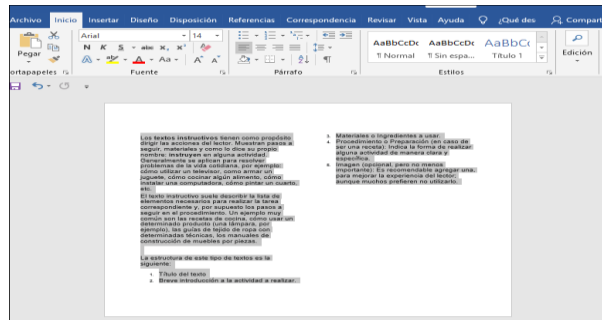 Archivo Inicio Insertar Diseño Disposición Referencias Correspondencia Revisar Vista Ayuda ¿Qué des Compart
Arial 14
Pegar
N K S abc x, x²
A Aa A A
AaBbCcDc AaBbCcDc AaBbC
¶ Normal ¶ Sin espa... Título 1
Edición
ortapapeles Fuente Párrafo Estilos
Los textos instructivos tienen como propósito
dirigir las acciones del lector. Muestran pasos a
seguir, materiales y como lo dice su propio
nombre: instruyen en alguna actividad.
Generalmente se aplican para resolver
problemas de la vida cotidiana, por ejemplo:
cómo utilizar un televisor, como armar un
juguete, cómo cocinar algún alimento, cómo
instalar una computadora, cómo pintar un cuarto,
etc.
El texto instructivo suele describir la lista de
elementos necesarios para realizar la tarea
correspondiente y, por supuesto los pasos a
seguir en el procedimiento. Un ejemplo muy
común son las recetas de cocina, cómo usar un
determinado producto (una lámpara, por
ejemplo), las guías de tejido de ropa con
determinadas técnicas, los manuales de
construcción de muebles por piezas.
La estructura de este tipo de textos es la
siguiente:
1. Título del texto
2. Breve introducción a la actividad a realizar.
3. Materiales o Ingredientes a usar.
4. Procedimiento o Preparación (en caso de
ser una receta): Indica la forma de realizar
alguna actividad de manera clara y
específica.
Imagen (opcional, pero no menos
importante): Es recomendable agregar una,
para mejorar la experiencia del lector;
aunque muchos prefieren no utilizarlo.